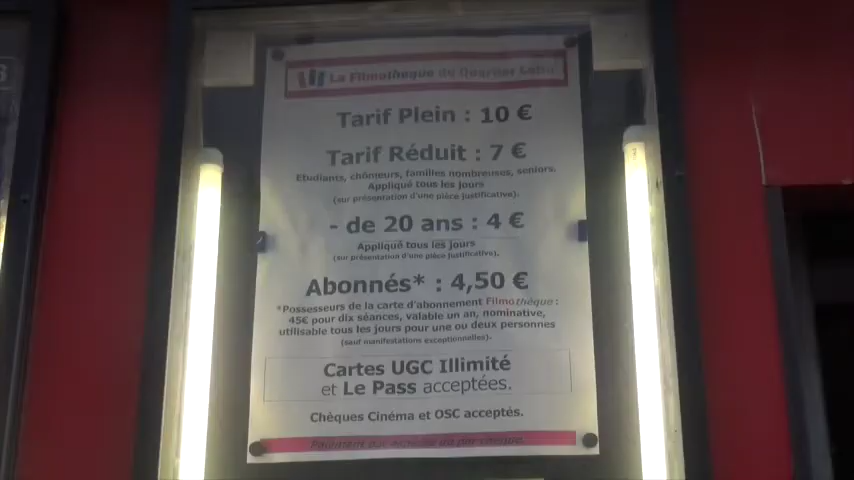 La Filmothèque du Quartier Latin
Tarif Plein : 10 €
Tarif Réduit : 7 €
Etudiants, chômeurs, familles nombreuses, seniors.
Appliqué tous les jours
(sur présentation d'une pièce justificative).
- de 20 ans : 4 €
Appliqué tous les jours
(sur présentation d'une pièce justificative).
Abonnés* : 4,50 €
*Possesseurs de la carte d'abonnement Filmothèque :
45€ pour dix séances, valable un an, nominative,
utilisable tous les jours pour une ou deux personnes
(sauf manifestations exceptionnelles).
Cartes UGC Illimité
et Le Pass acceptées.
Chèques Cinéma et OSC acceptés.